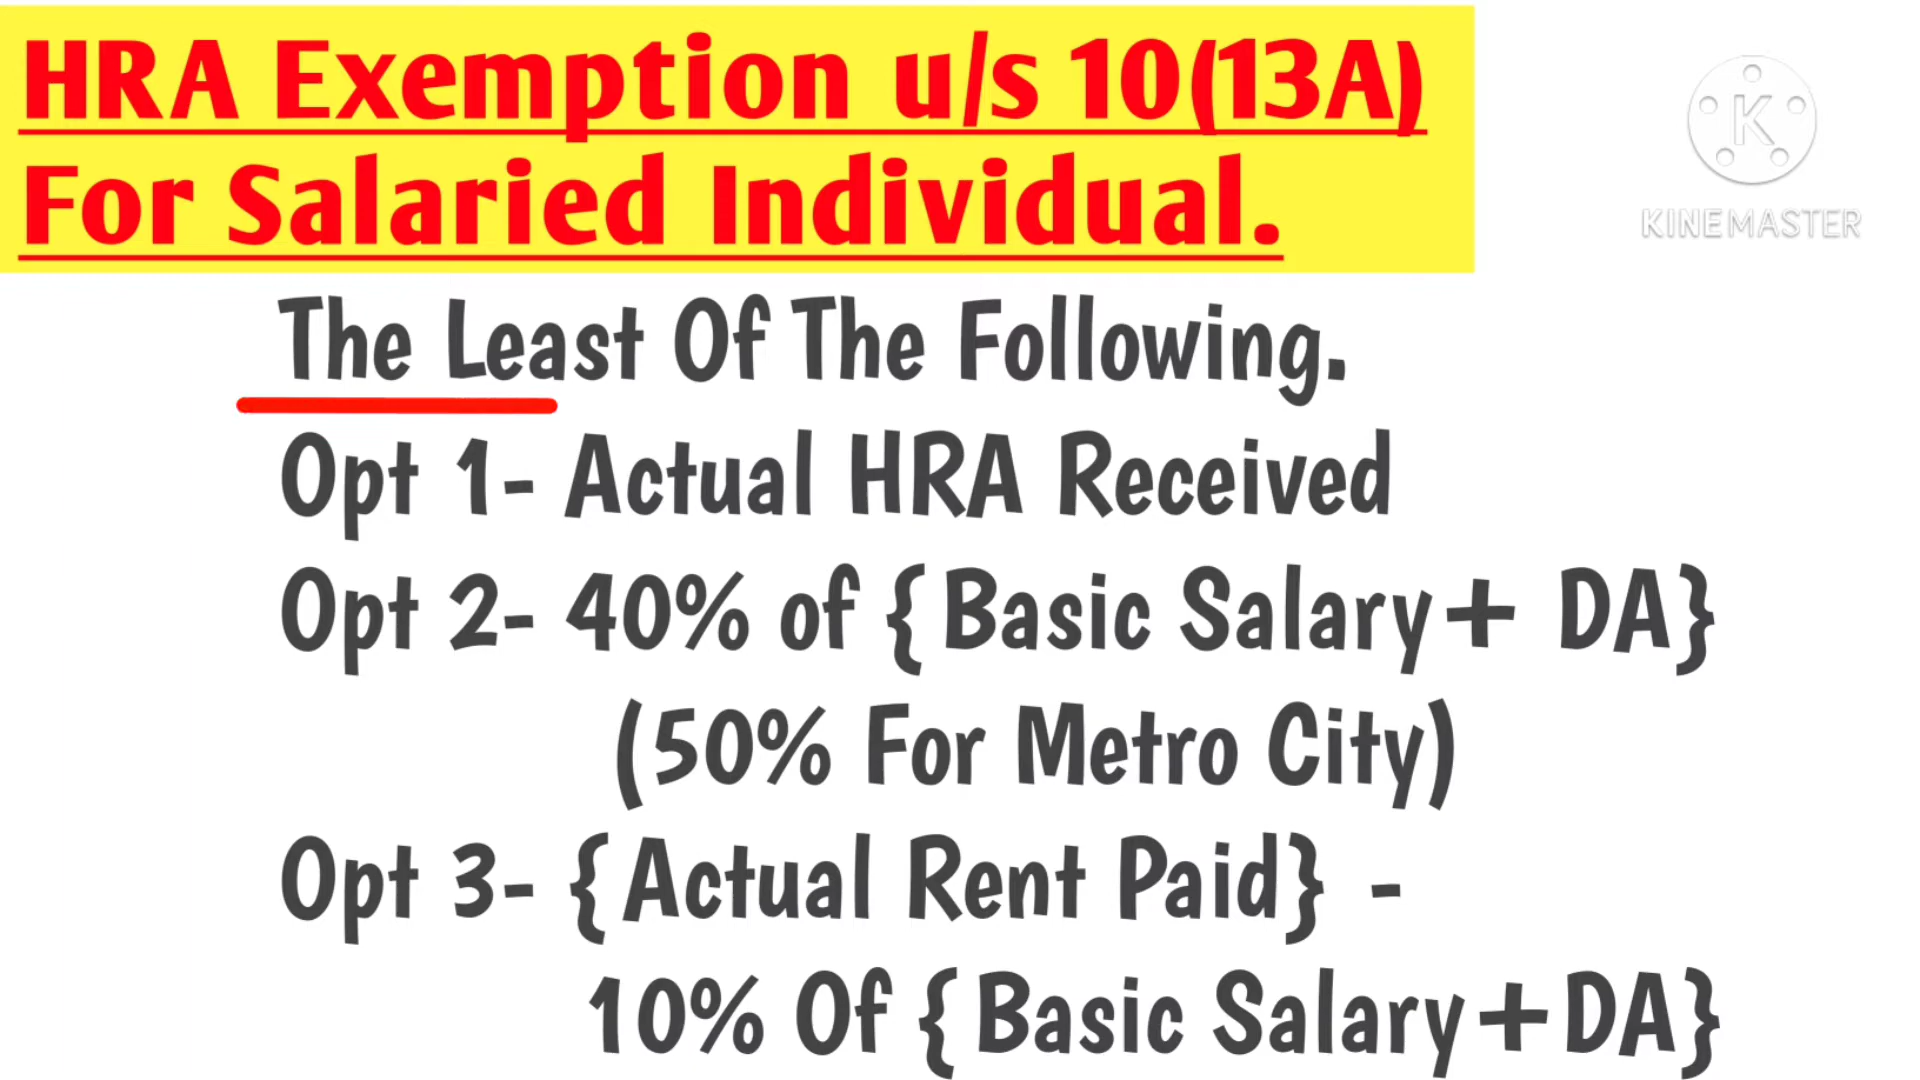 HRA Exemption u/s 10(13A)
For Salaried Individual.
KINEMASTER
The Least Of The Following.
Opt 1- Actual HRA Received
Opt 2- 40% of {Basic Salary+ DA}
(50% For Metro City)
Opt 3- {Actual Rent Paid} -
10% Of {Basic Salary+DA}